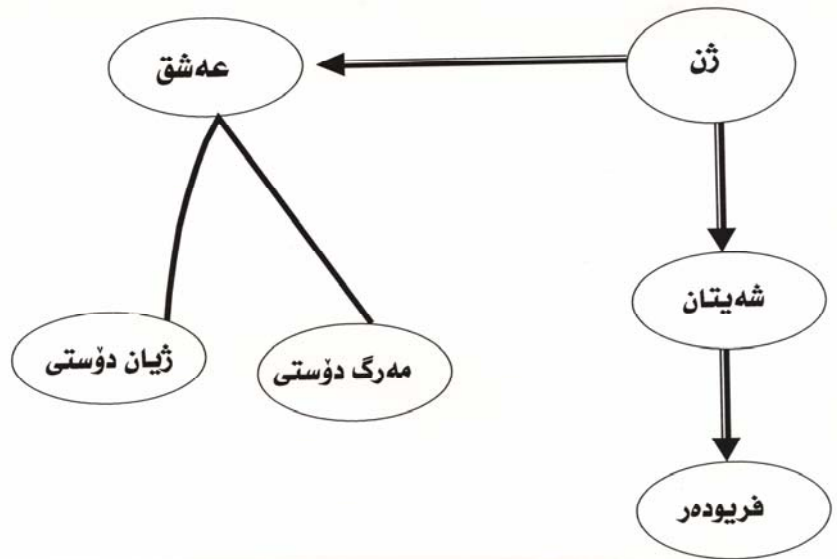 ژن
عەشق
شەیتان
ژیان دۆستی
مەرگ دۆستی
فریودەر